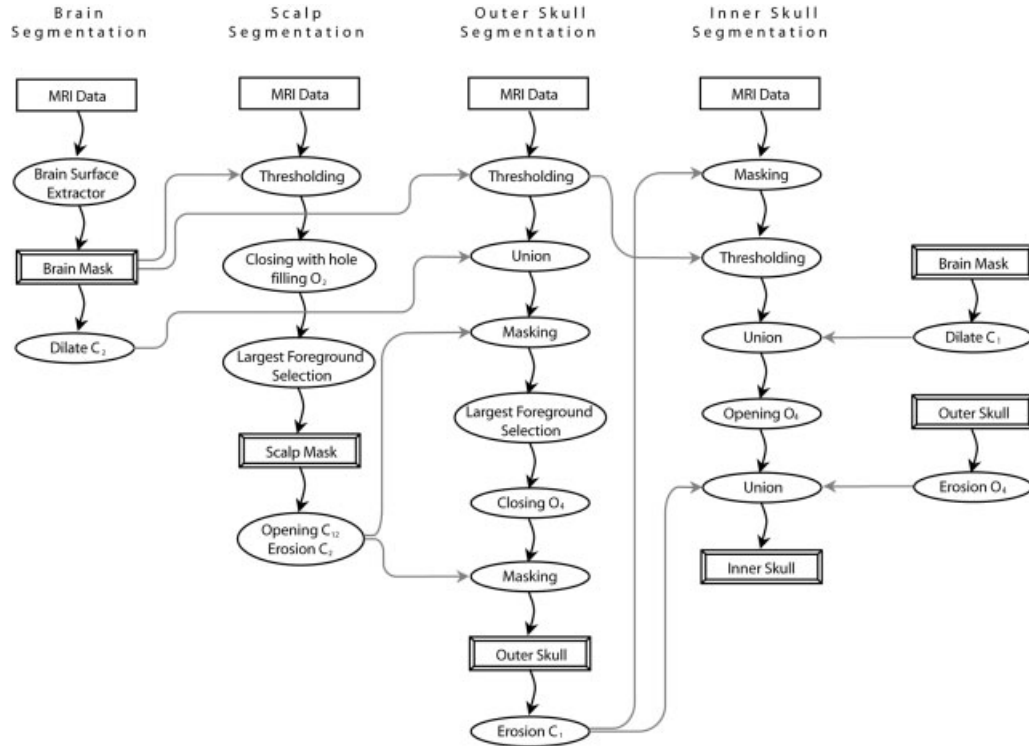 Brain
Segmentation
MRI Data
Brain Surface
Extractor
Brain Mask
Dilate C₂
Scalp
Segmentation
Thresholding
Closing with hole
filling O₂
Largest Foreground
Selection
Scalp Mask
Opening C₁₂
Erosion C₂
Outer Skull
Segmentation
MRI Data
Thresholding
Union
Masking
Largest Foreground
Selection
Closing O₄
Masking
Outer Skull
Erosion C₁
Inner Skull
Segmentation
MRI Data
Masking
Thresholding
Union
Opening O₄
Union
Inner Skull
Brain Mask
Dilate C₁
Outer Skull
Erosion O₄